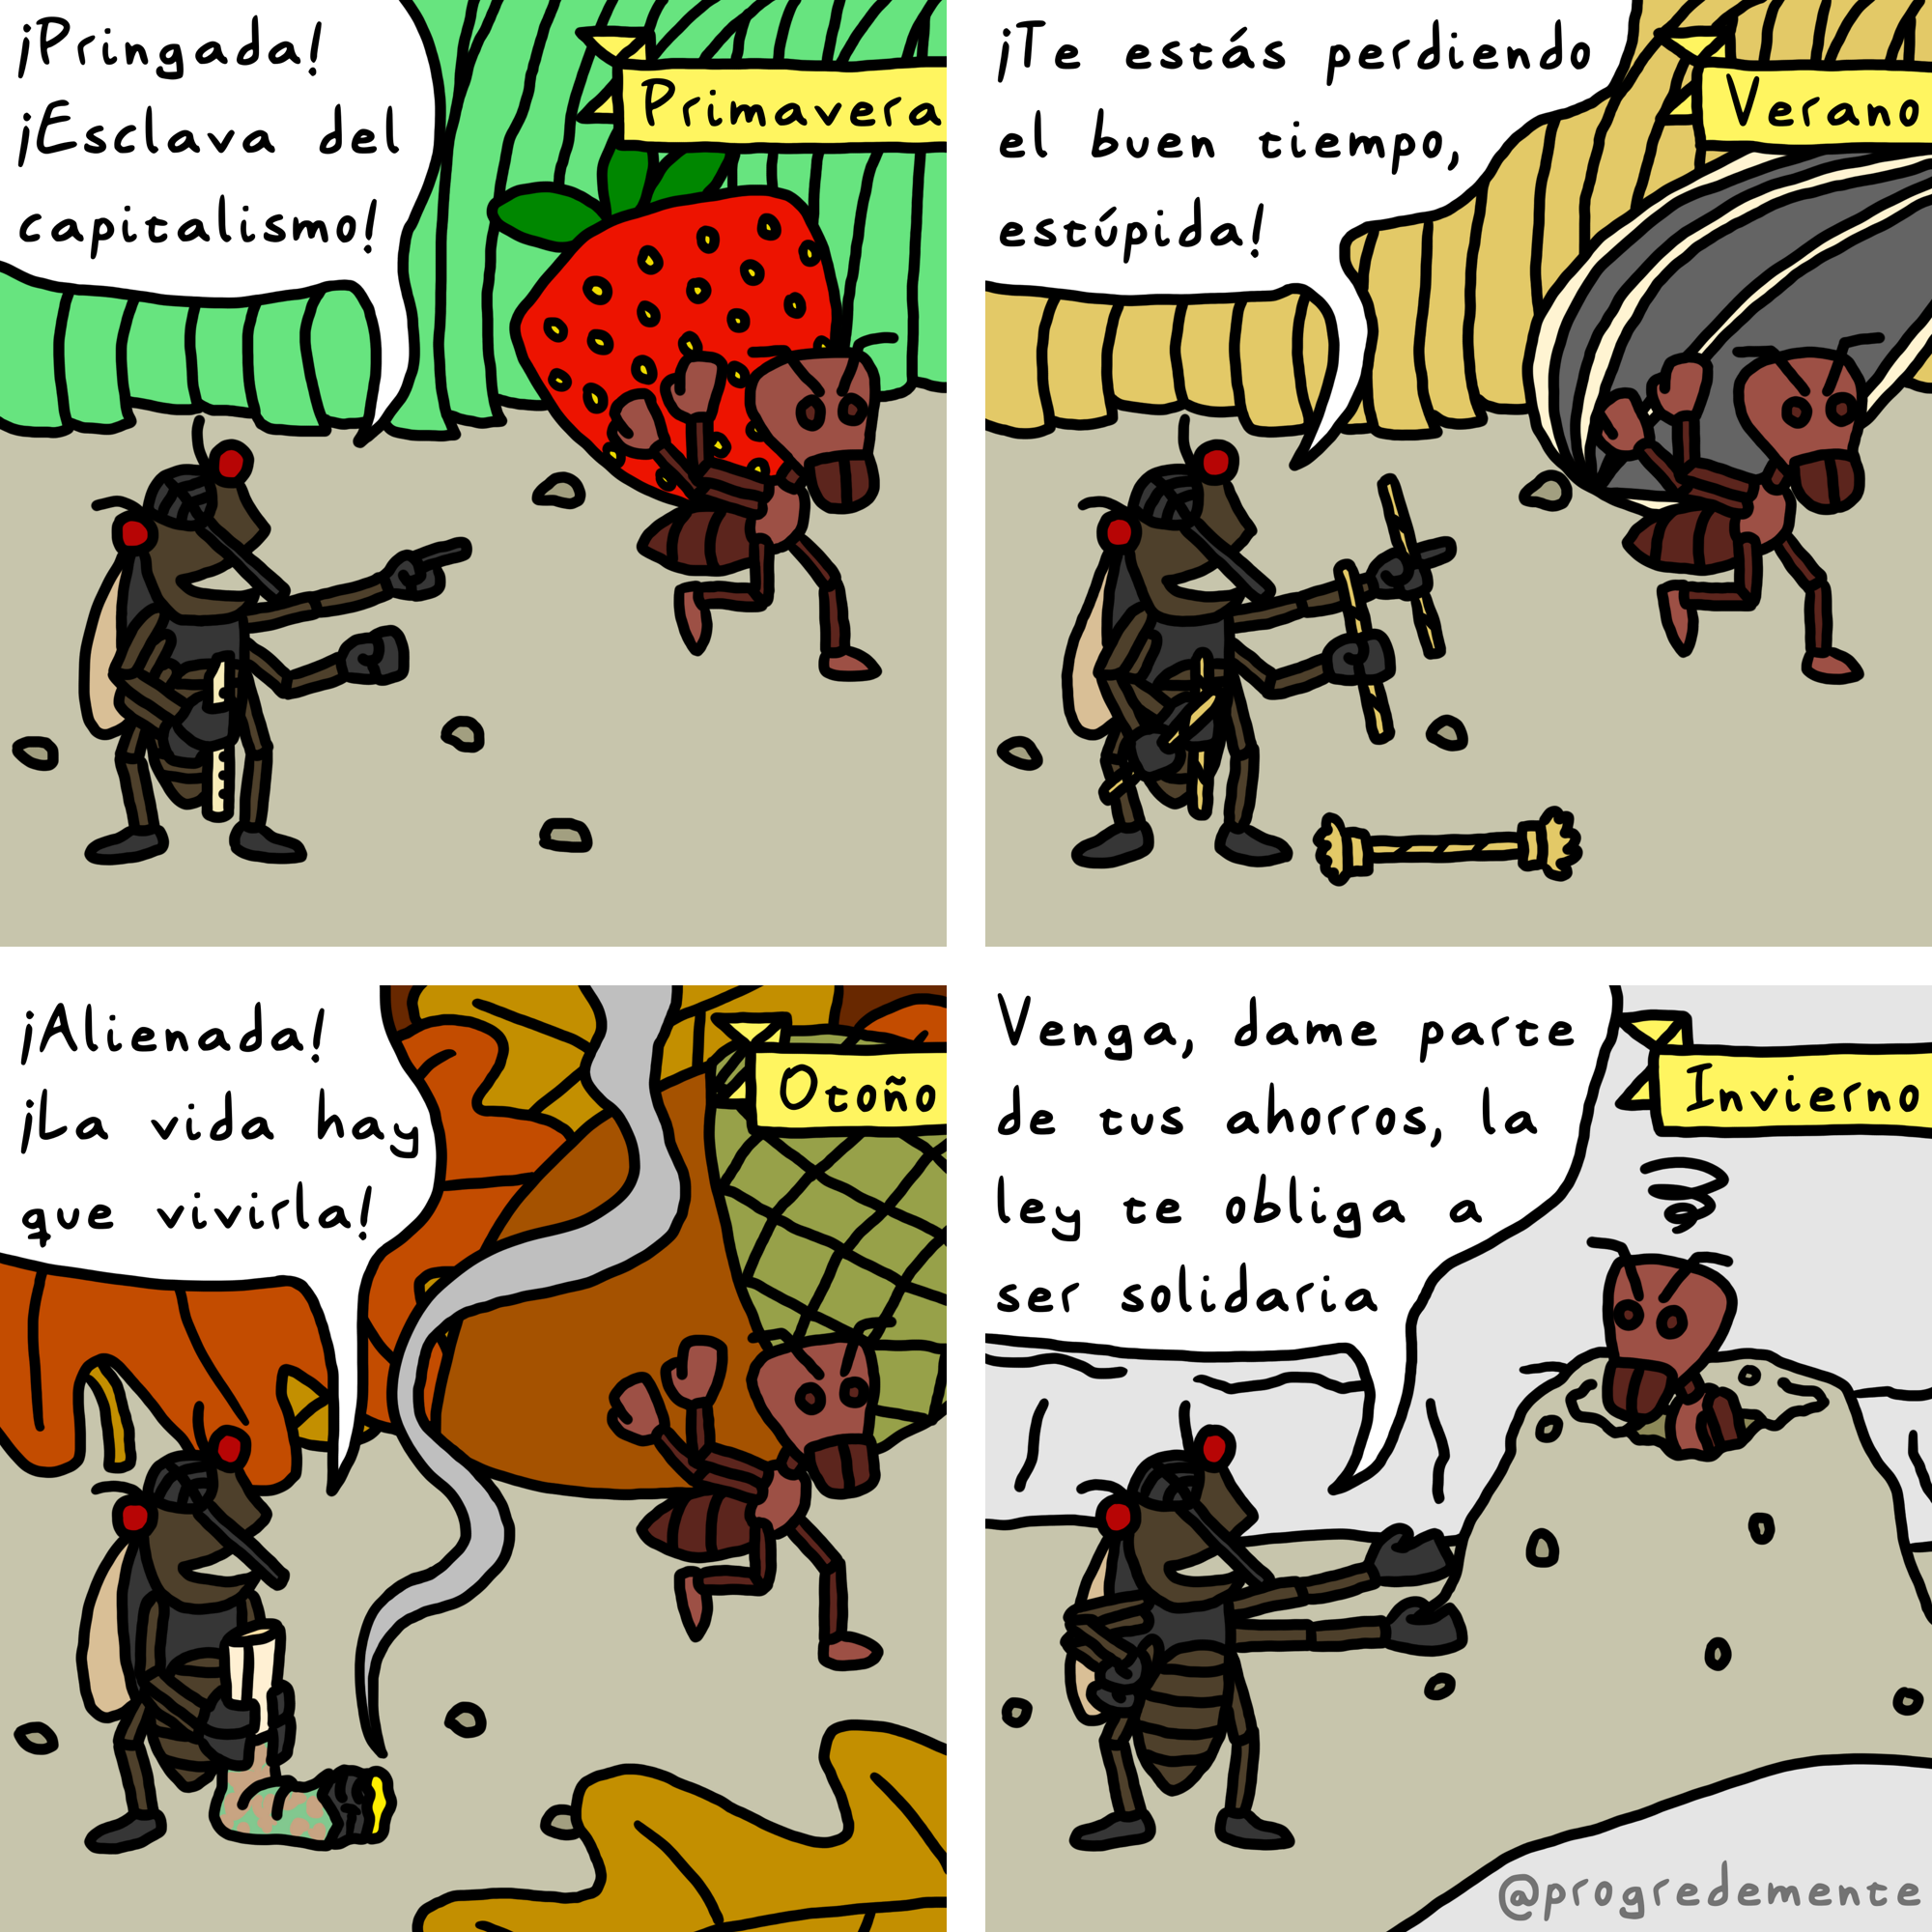 ¡Pringada!
¡Esclava del
capitalismo!
Primavera
¡Te estás perdiendo
el buen tiempo,
estúpida!
Verano
¡Alienada!
¡La vida hay
que vivirla!
Otoño
Venga, dame parte
de tus ahorros, la
ley te obliga a
ser solidaria
Invierno
@progredemente